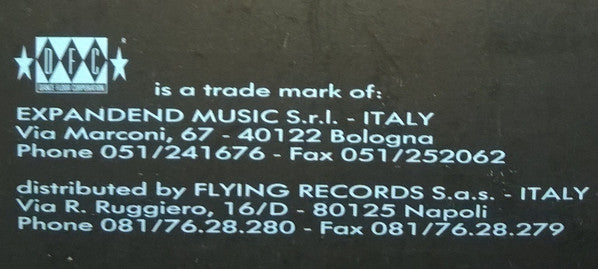 DFC
DANCE FLOOR CORPORATION
is a trade mark of:
EXPANDEND MUSIC S.r.l. - ITALY
Via Marconi, 67 - 40122 Bologna
Phone 051/241676 - Fax 051/252062
distributed by FLYING RECORDS S.a.s. - ITALY
Via R. Ruggiero, 16/D - 80125 Napoli
Phone 081/76.28.280 - Fax 081/76.28.279